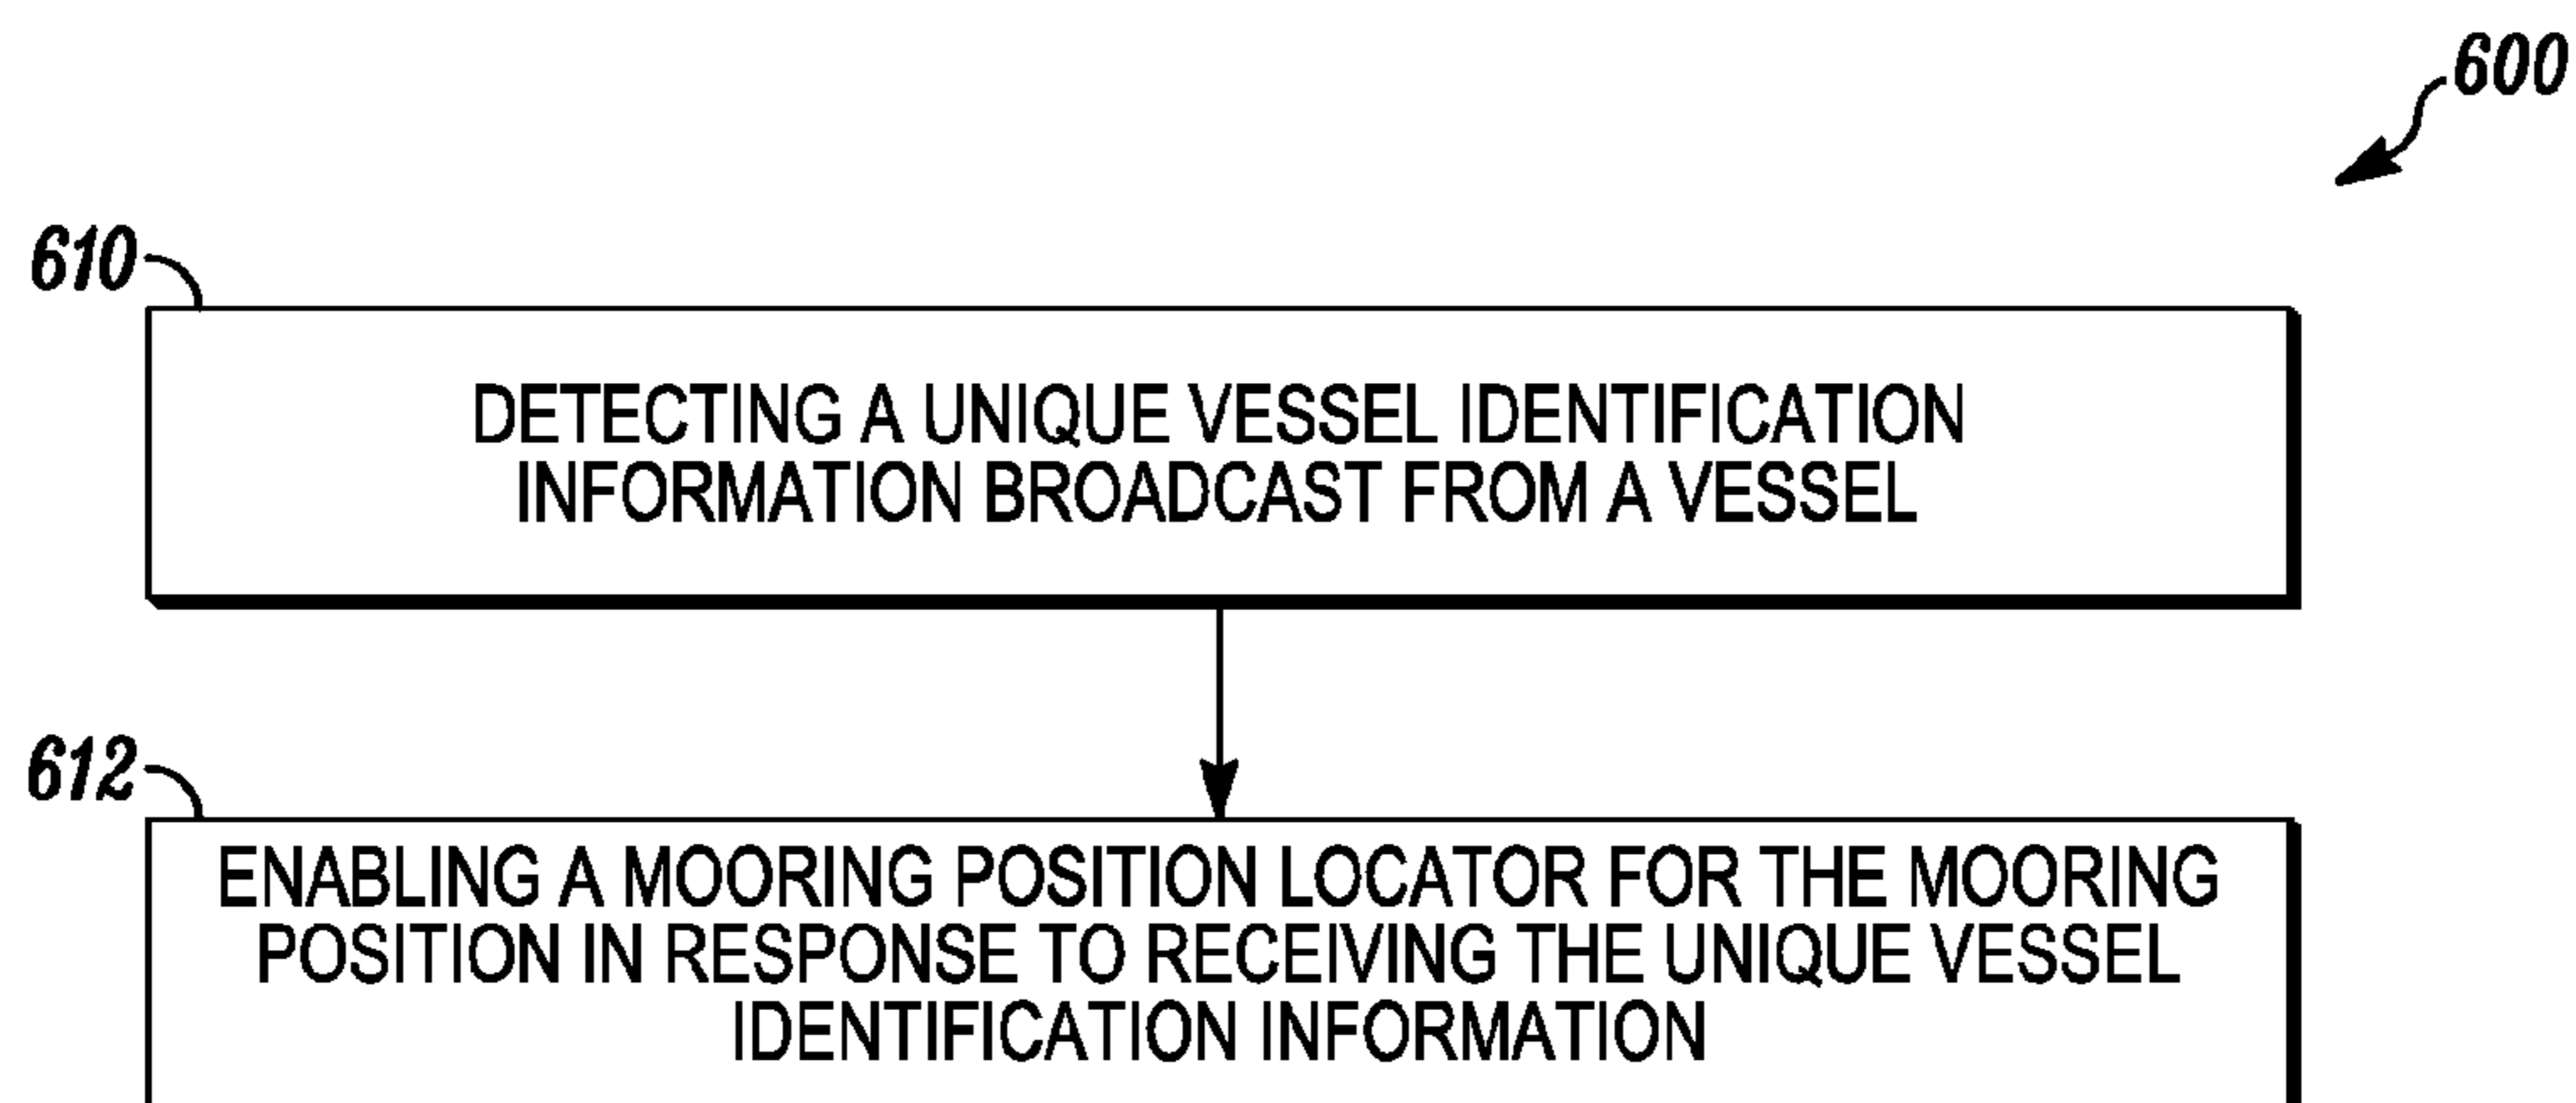 600
610
DETECTING A UNIQUE VESSEL IDENTIFICATION
INFORMATION BROADCAST FROM A VESSEL
612
ENABLING A MOORING POSITION LOCATOR FOR THE MOORING
POSITION IN RESPONSE TO RECEIVING THE UNIQUE VESSEL
IDENTIFICATION INFORMATION